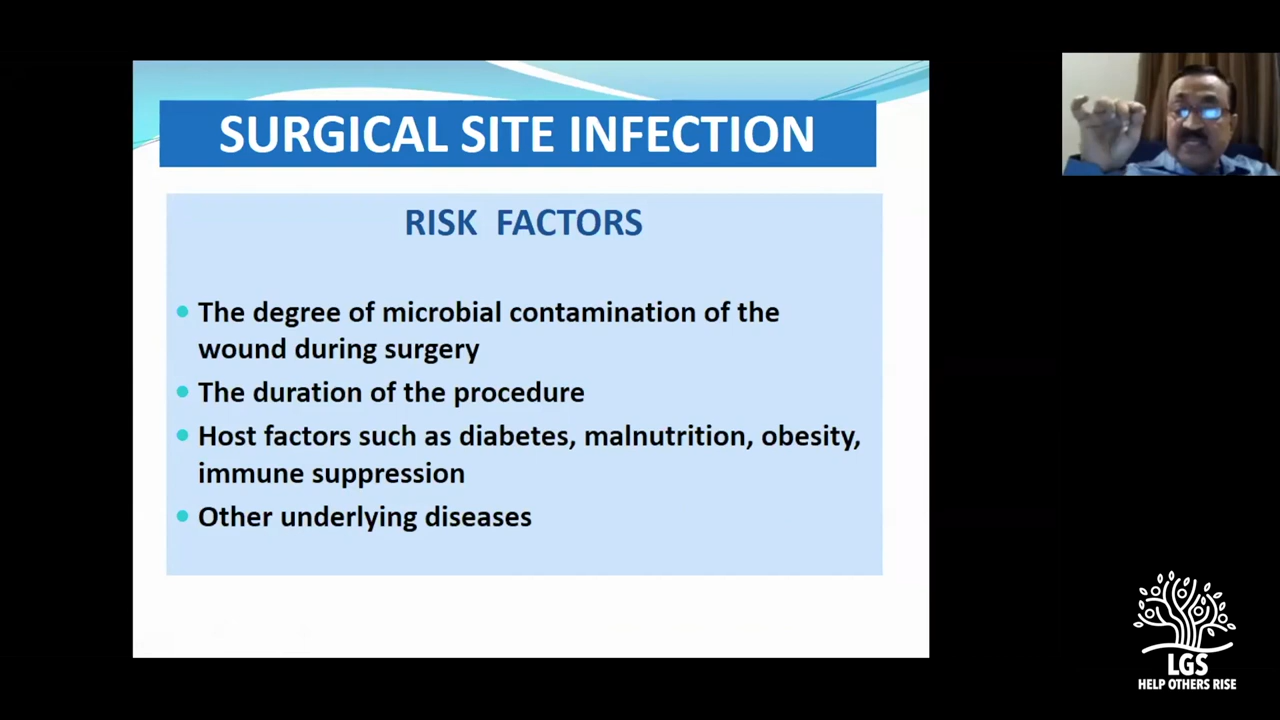 SURGICAL SITE INFECTION
RISK FACTORS
The degree of microbial contamination of the
wound during surgery
The duration of the procedure
Host factors such as diabetes, malnutrition, obesity,
immune suppression
Other underlying diseases
LGS
HELP OTHERS RISE